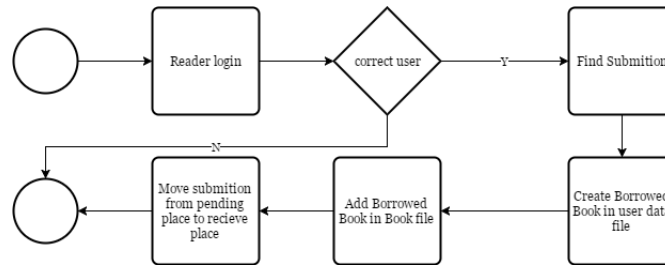 Reader login
correct user
Y
Find Submition
N
Move submition
from pending
place to recieve
place
Add Borrowed
Book in Book file
Create Borrowed
Book in user data
file